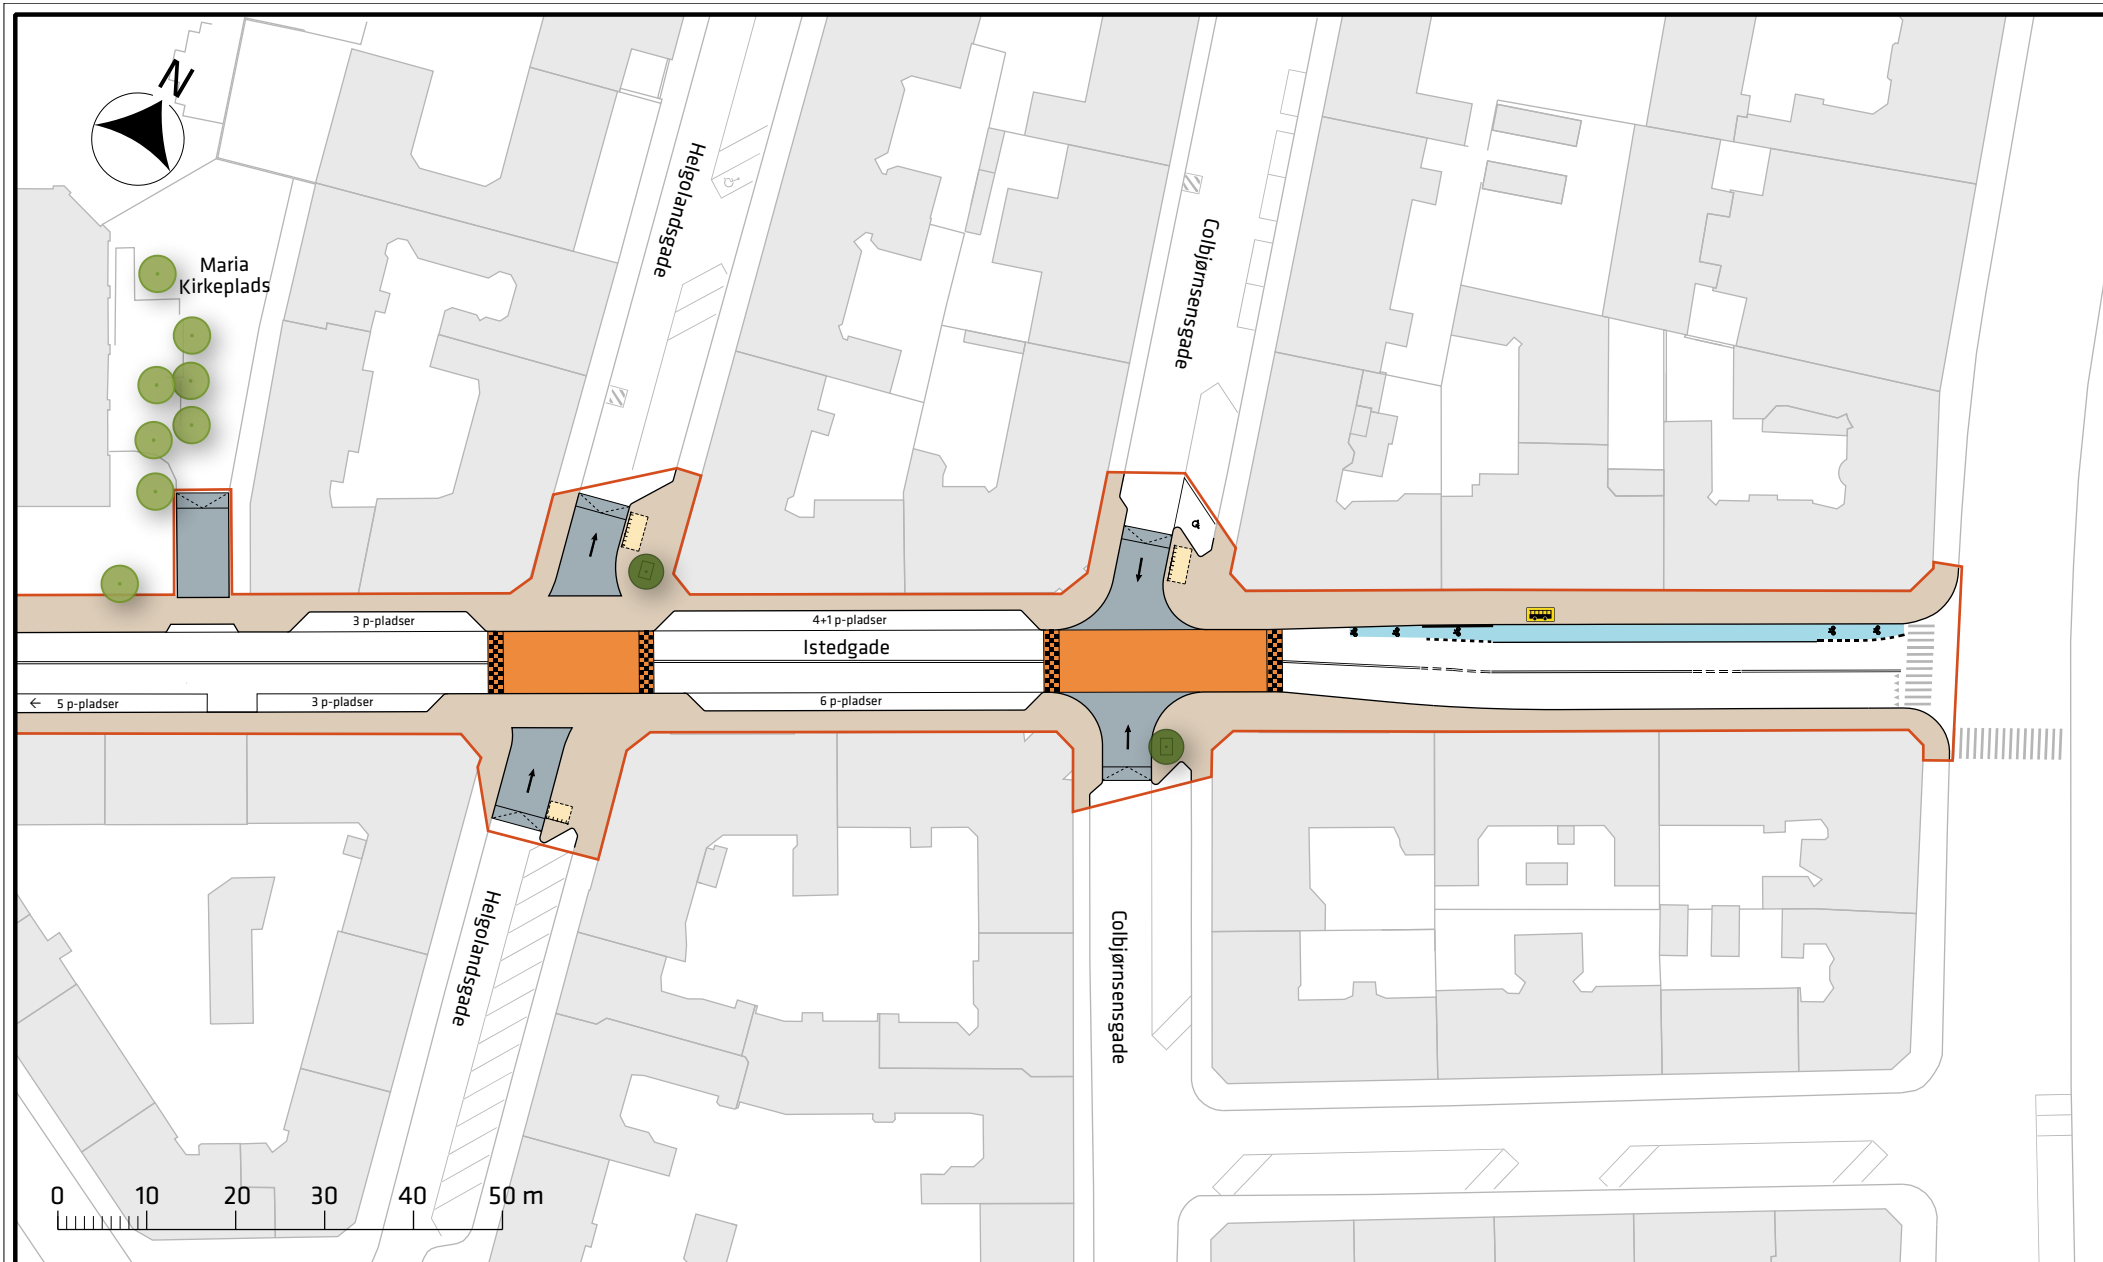 N
Maria
Kirkeplads
Helgolandsgade
Colbjørnsensgade
3 p-pladser
4+1 p-pladser
Istedgade
← 5 p-pladser
3 p-pladser
6 p-pladser
Helgolandsgade
Colbjørnsensgade
0 10 20 30 40 50 m